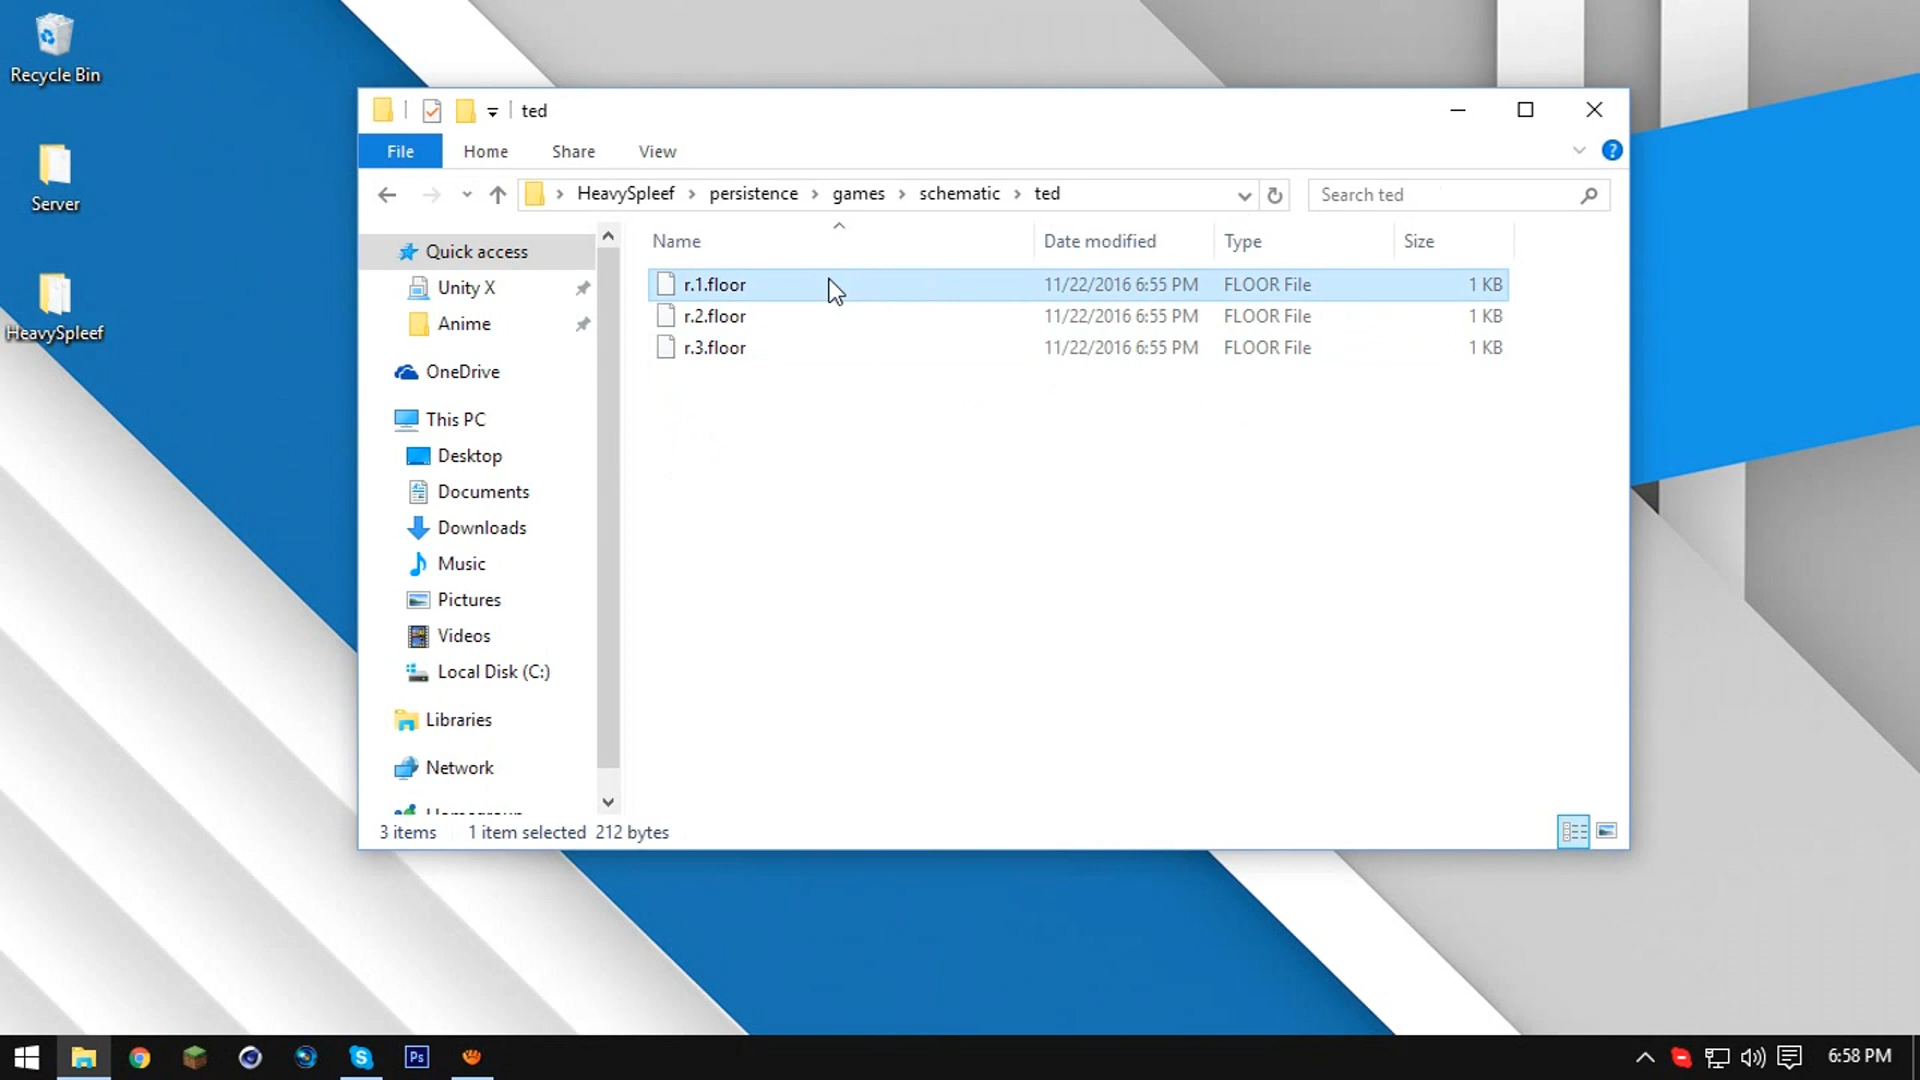 Recycle Bin
Server
HeavySpleef
ted
File Home Share View
HeavySpleef persistence games schematic ted
Search ted
Name Date modified Type Size
r.1.floor 11/22/2016 6:55 PM FLOOR File 1 KB
r.2.floor 11/22/2016 6:55 PM FLOOR File 1 KB
r.3.floor 11/22/2016 6:55 PM FLOOR File 1 KB
Quick access
Unity X
Anime
OneDrive
This PC
Desktop
Documents
Downloads
Music
Pictures
Videos
Local Disk (C:)
Libraries
Network
3 items 1 item selected 212 bytes
Ps
6:58 PM